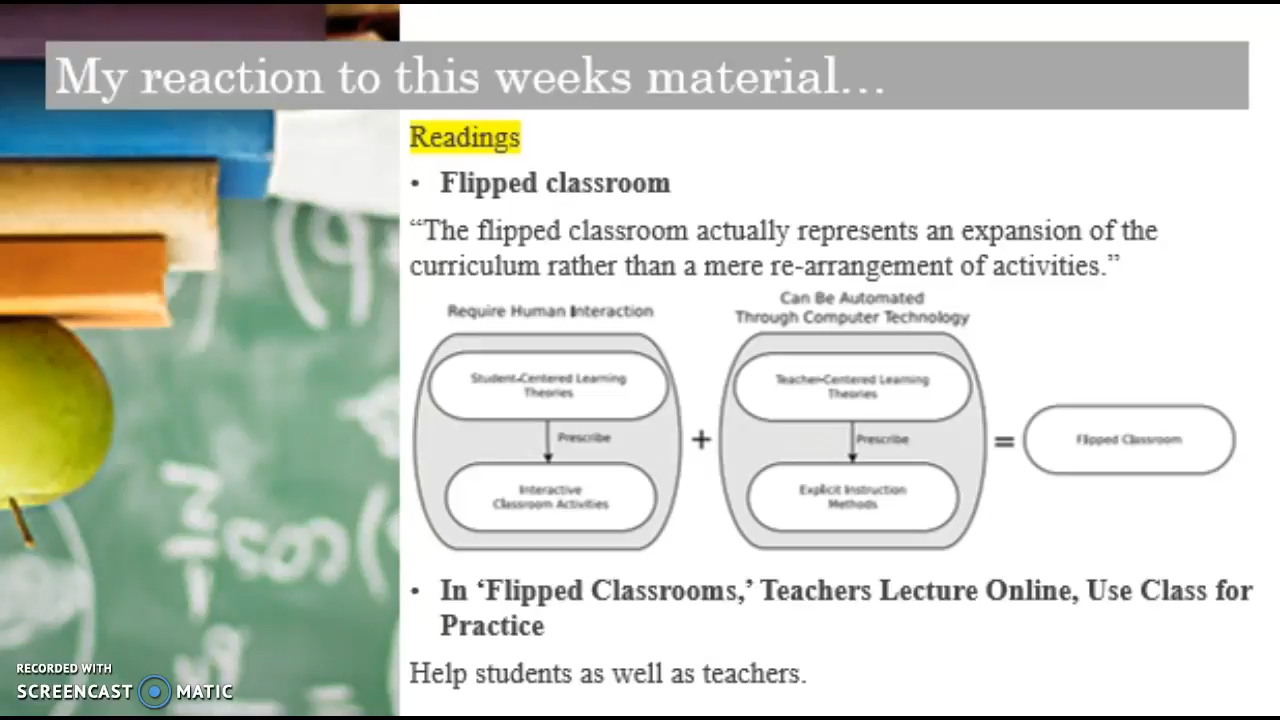 My reaction to this weeks material...
Readings
• Flipped classroom
“The flipped classroom actually represents an expansion of the
curriculum rather than a mere re-arrangement of activities.”
Require Human Interaction
Can Be Automated
Through Computer Technology
Student-Centered Learning
Theories
Prescribe
Interactive
Classroom Activities
+
Teacher-Centered Learning
Theories
Prescribe
Explicit Instruction
Methods
=
Flipped Classroom
• In ‘Flipped Classrooms,’ Teachers Lecture Online, Use Class for
Practice
Help students as well as teachers.
RECORDED WITH
SCREENCAST MATIC